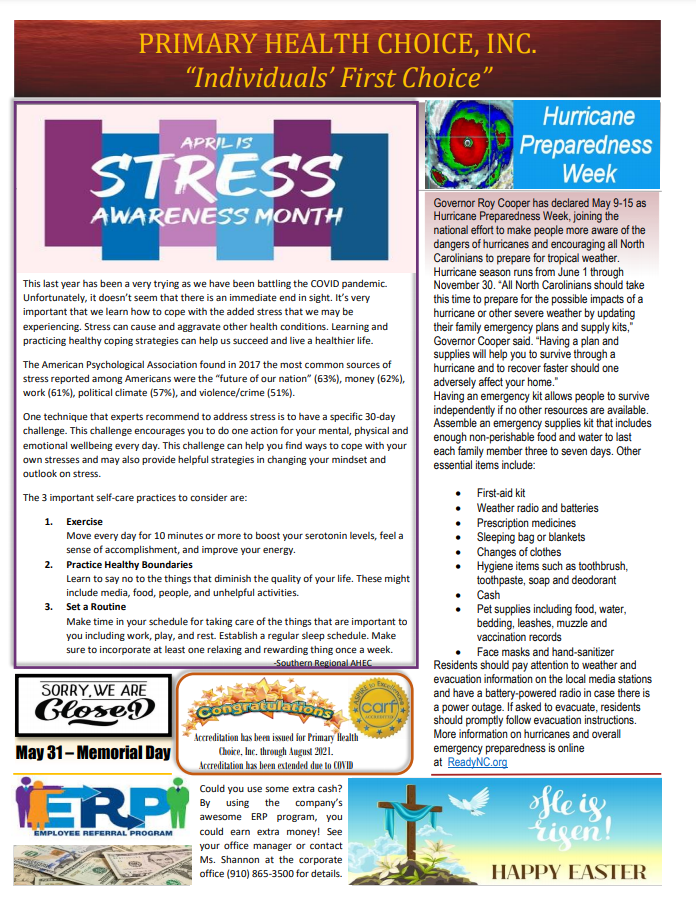 PRIMARY HEALTH CHOICE, INC.
“Individuals’ First Choice”
APRIL IS
STRESS
AWARENESS MONTH
This last year has been a very trying as we have been battling the COVID pandemic.
Unfortunately, it doesn’t seem that there is an immediate end in sight. It’s very
important that we learn how to cope with the added stress that we may be
experiencing. Stress can cause and aggravate other health conditions. Learning and
practicing healthy coping strategies can help us succeed and live a healthier life.
The American Psychological Association found in 2017 the most common sources of
stress reported among Americans were the “future of our nation” (63%), money (62%),
work (61%), political climate (57%), and violence/crime (51%).
One technique that experts recommend to address stress is to have a specific 30-day
challenge. This challenge encourages you to do one action for your mental, physical and
emotional wellbeing every day. This challenge can help you find ways to cope with your
own stresses and may also provide helpful strategies in changing your mindset and
outlook on stress.
The 3 important self-care practices to consider are:
1. Exercise
Move every day for 10 minutes or more to boost your serotonin levels, feel a
sense of accomplishment, and improve your energy.
2. Practice Healthy Boundaries
Learn to say no to the things that diminish the quality of your life. These might
include media, food, people, and unhelpful activities.
3. Set a Routine
Make time in your schedule for taking care of the things that are important to
you including work, play, and rest. Establish a regular sleep schedule. Make
sure to incorporate at least one relaxing and rewarding thing once a week.
-Southern Regional AHEC
Hurricane
Preparedness
Week
Governor Roy Cooper has declared May 9-15 as
Hurricane Preparedness Week, joining the
national effort to make people more aware of the
dangers of hurricanes and encouraging all North
Carolinians to prepare for tropical weather.
Hurricane season runs from June 1 through
November 30. “All North Carolinians should take
this time to prepare for the possible impacts of a
hurricane or other severe weather by updating
their family emergency plans and supply kits,”
Governor Cooper said. “Having a plan and
supplies will help you to survive through a
hurricane and to recover faster should one
adversely affect your home.”
Having an emergency kit allows people to survive
independently if no other resources are available.
Assemble an emergency supplies kit that includes
enough non-perishable food and water to last
each family member three to seven days. Other
essential items include:
• First-aid kit
• Weather radio and batteries
• Prescription medicines
• Sleeping bag or blankets
• Changes of clothes
• Hygiene items such as toothbrush,
toothpaste, soap and deodorant
• Cash
• Pet supplies including food, water,
bedding, leashes, muzzle and
vaccination records
• Face masks and hand-sanitizer
Residents should pay attention to weather and
evacuation information on the local media stations
and have a battery-powered radio in case there is
a power outage. If asked to evacuate, residents
should promptly follow evacuation instructions.
More information on hurricanes and overall
emergency preparedness is online
at ReadyNC.org
SORRY, WE ARE
CLOSED
May 31 – Memorial Day
Congratulations
carf
ACCREDITED
Accreditation has been issued for Primary Health
Choice, Inc. through August 2021.
Accreditation has been extended due to COVID
ERP
EMPLOYEE REFERRAL PROGRAM
Could you use some extra cash?
By using the company’s
awesome ERP program, you
could earn extra money! See
your office manager or contact
Ms. Shannon at the corporate
office (910) 865-3500 for details.
He is
risen!
HAPPY EASTER